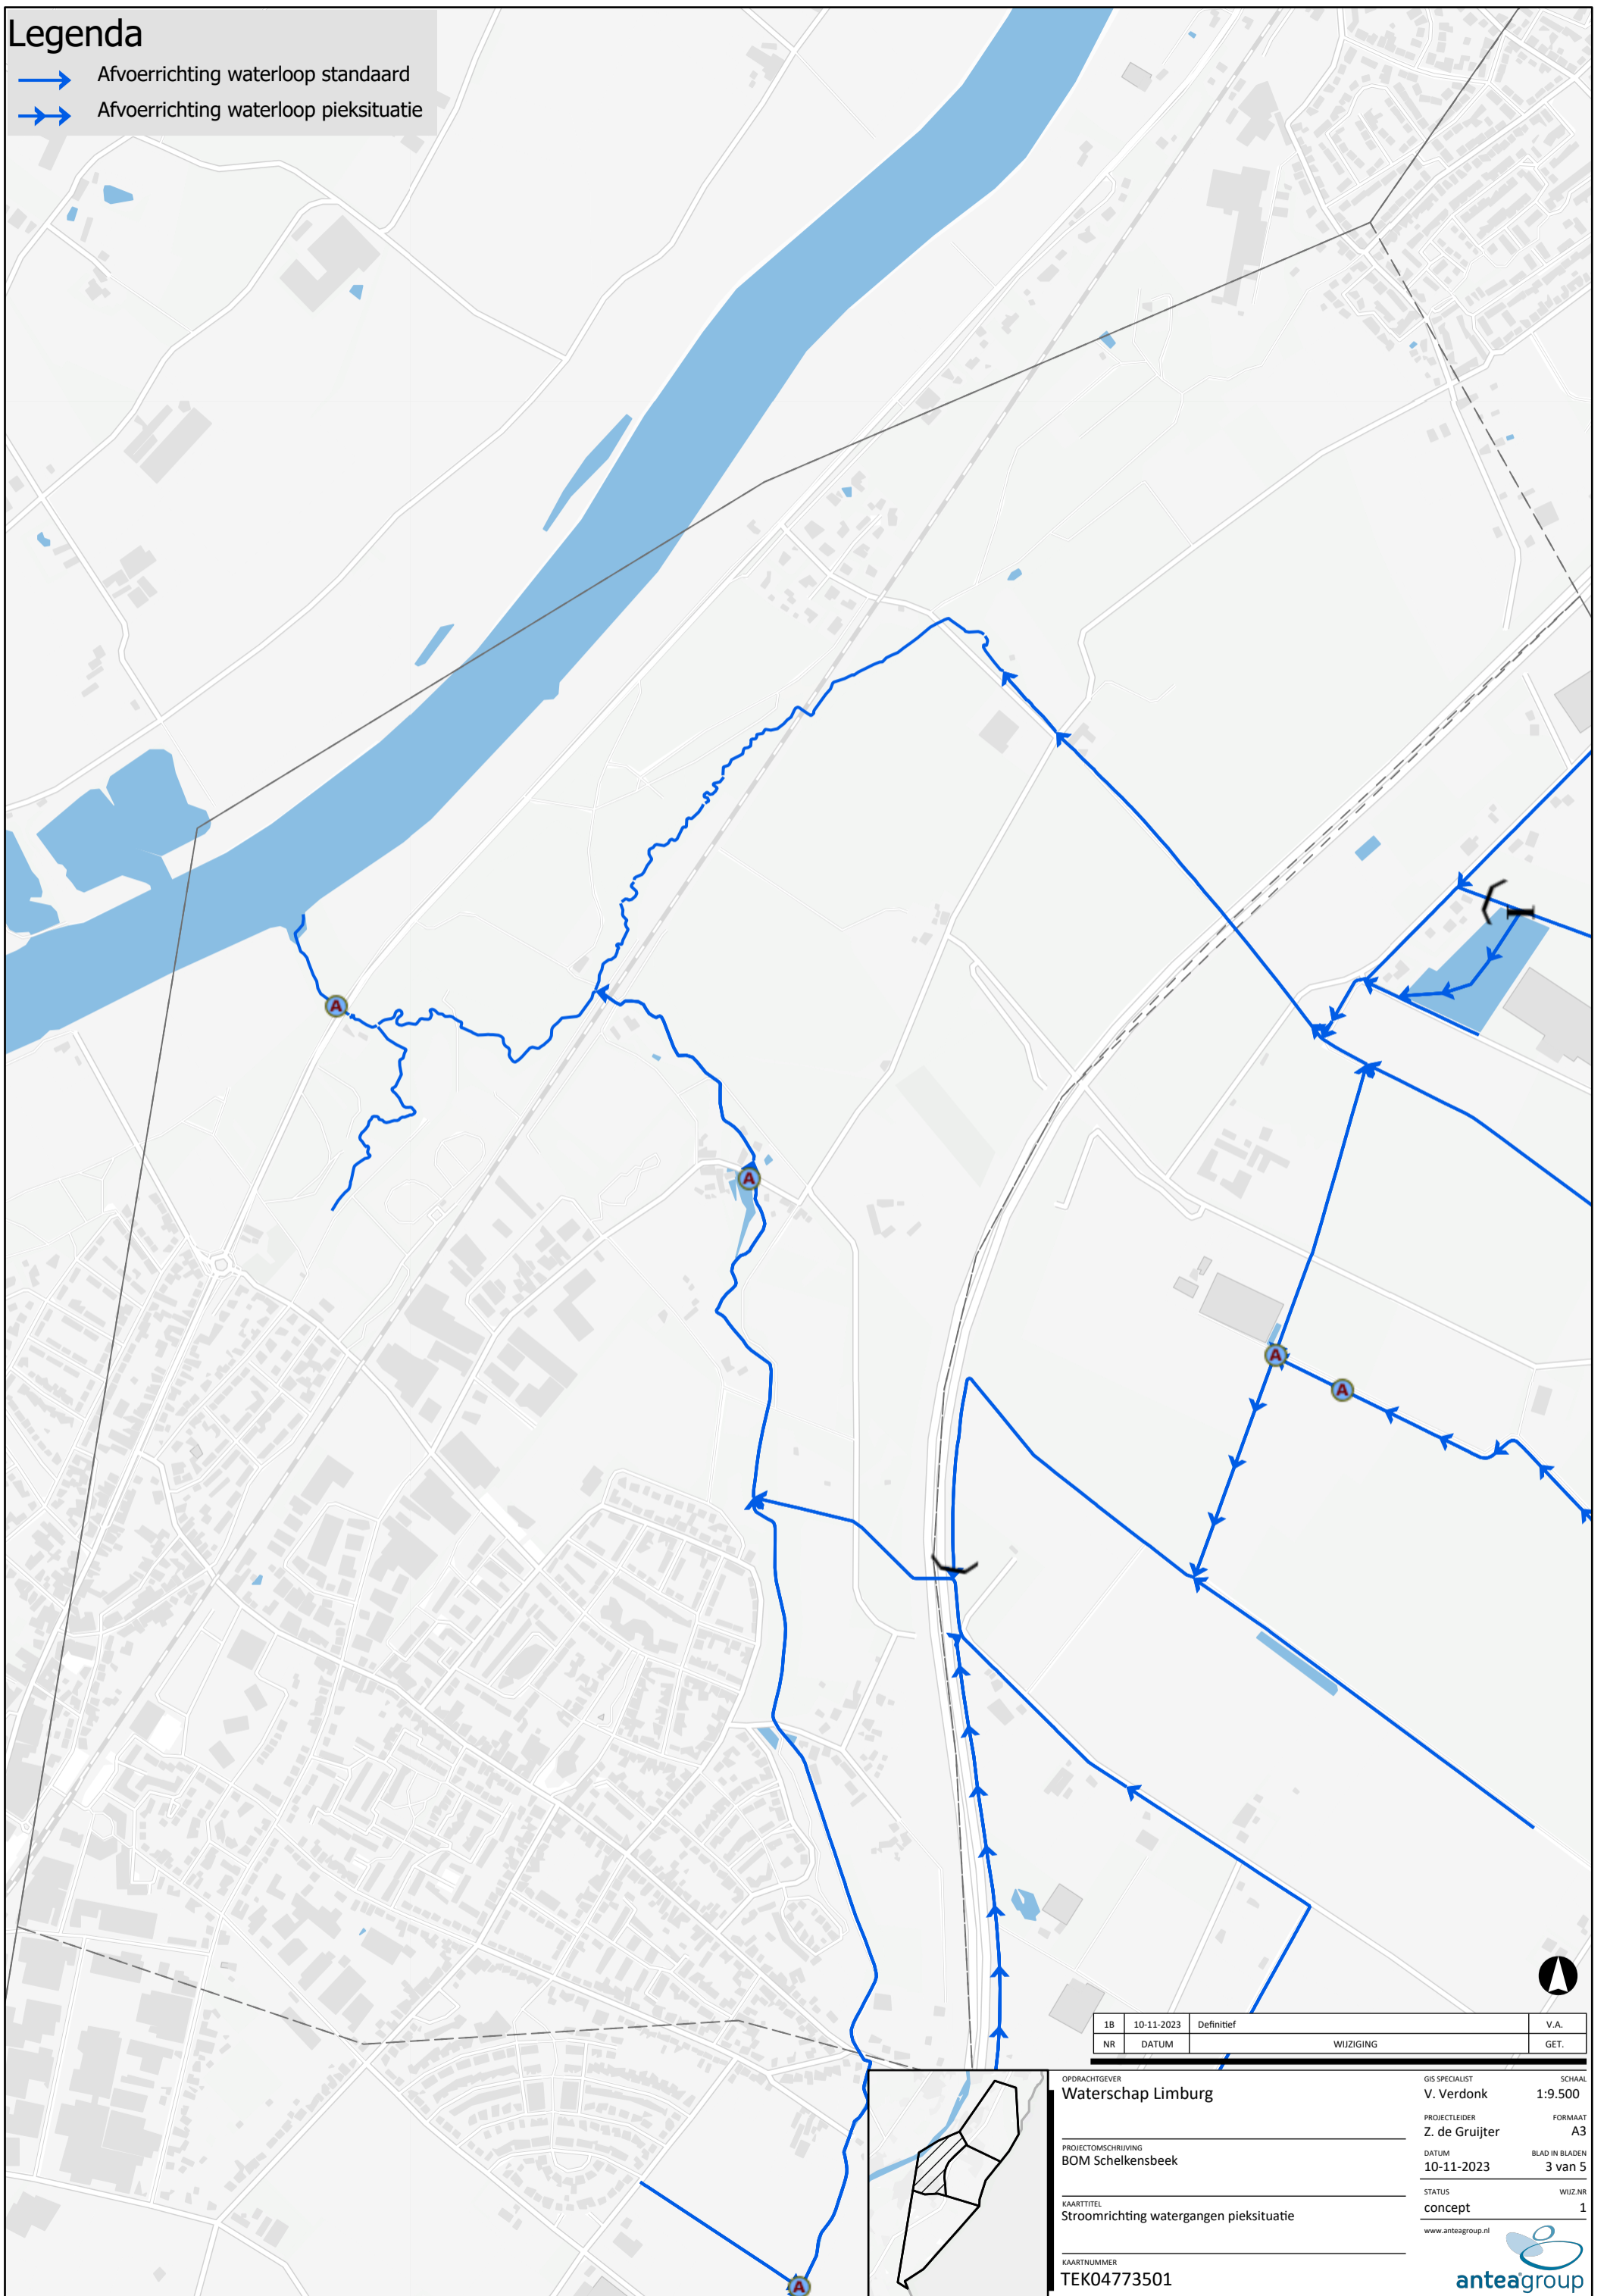 Legenda
Afvoerrichting waterloop standaard
Afvoerrichting waterloop pieksituatie
A
A
A
A
A
1B 10-11-2023 Definitief V.A.
NR DATUM WIJZIGING GET.
OPDRACHTGEVER
Waterschap Limburg
PROJECTOMSCHRIJVING
BOM Schelkensbeek
KAARTTITEL
Stroomrichting watergangen pieksituatie
KAARTNUMMER
TEK04773501
GIS SPECIALIST SCHAAL
V. Verdonk 1:9.500
PROJECTLEIDER FORMAAT
Z. de Gruijter A3
DATUM BLAD IN BLADEN
10-11-2023 3 van 5
STATUS WIJZ.NR
concept 1
www.anteagroup.nl
anteagroup